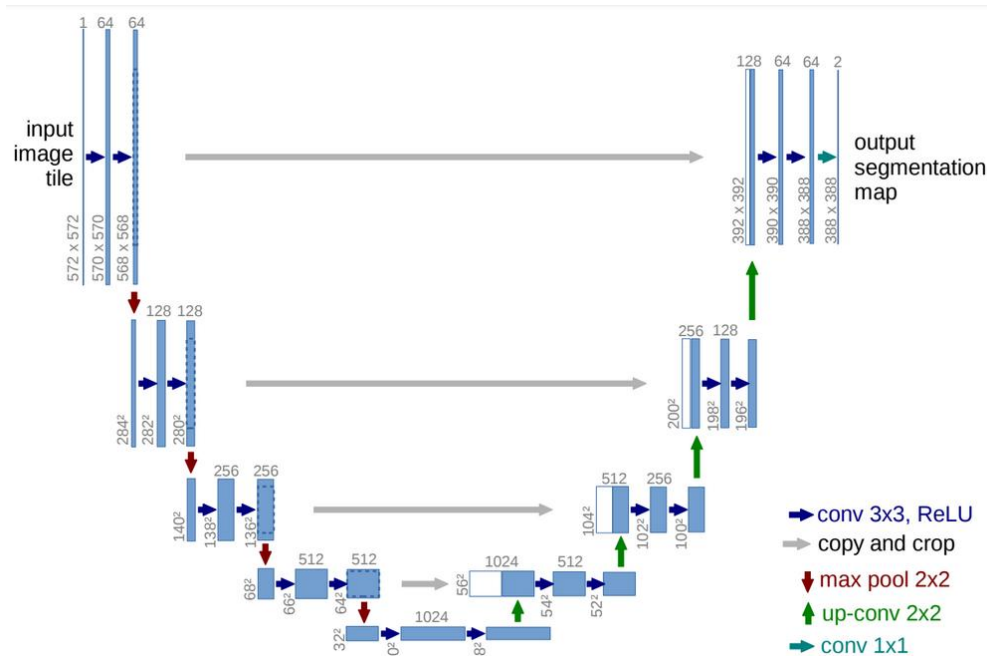 1 64 64
input
image
tile
572 x 572
570 x 570
568 x 568
128 64 64 2
output
segmentation
map
392 x 392
390 x 390
388 x 388
388 x 388
128 128
284²
282²
280²
256 128
200²
198²
196²
256 256
140²
138²
136²
512 256
104²
102²
100²
512 512
68²
66²
64²
1024 512
56²
54²
52²
1024
32²
0²
8²
conv 3x3, ReLU
copy and crop
max pool 2x2
up-conv 2x2
conv 1x1